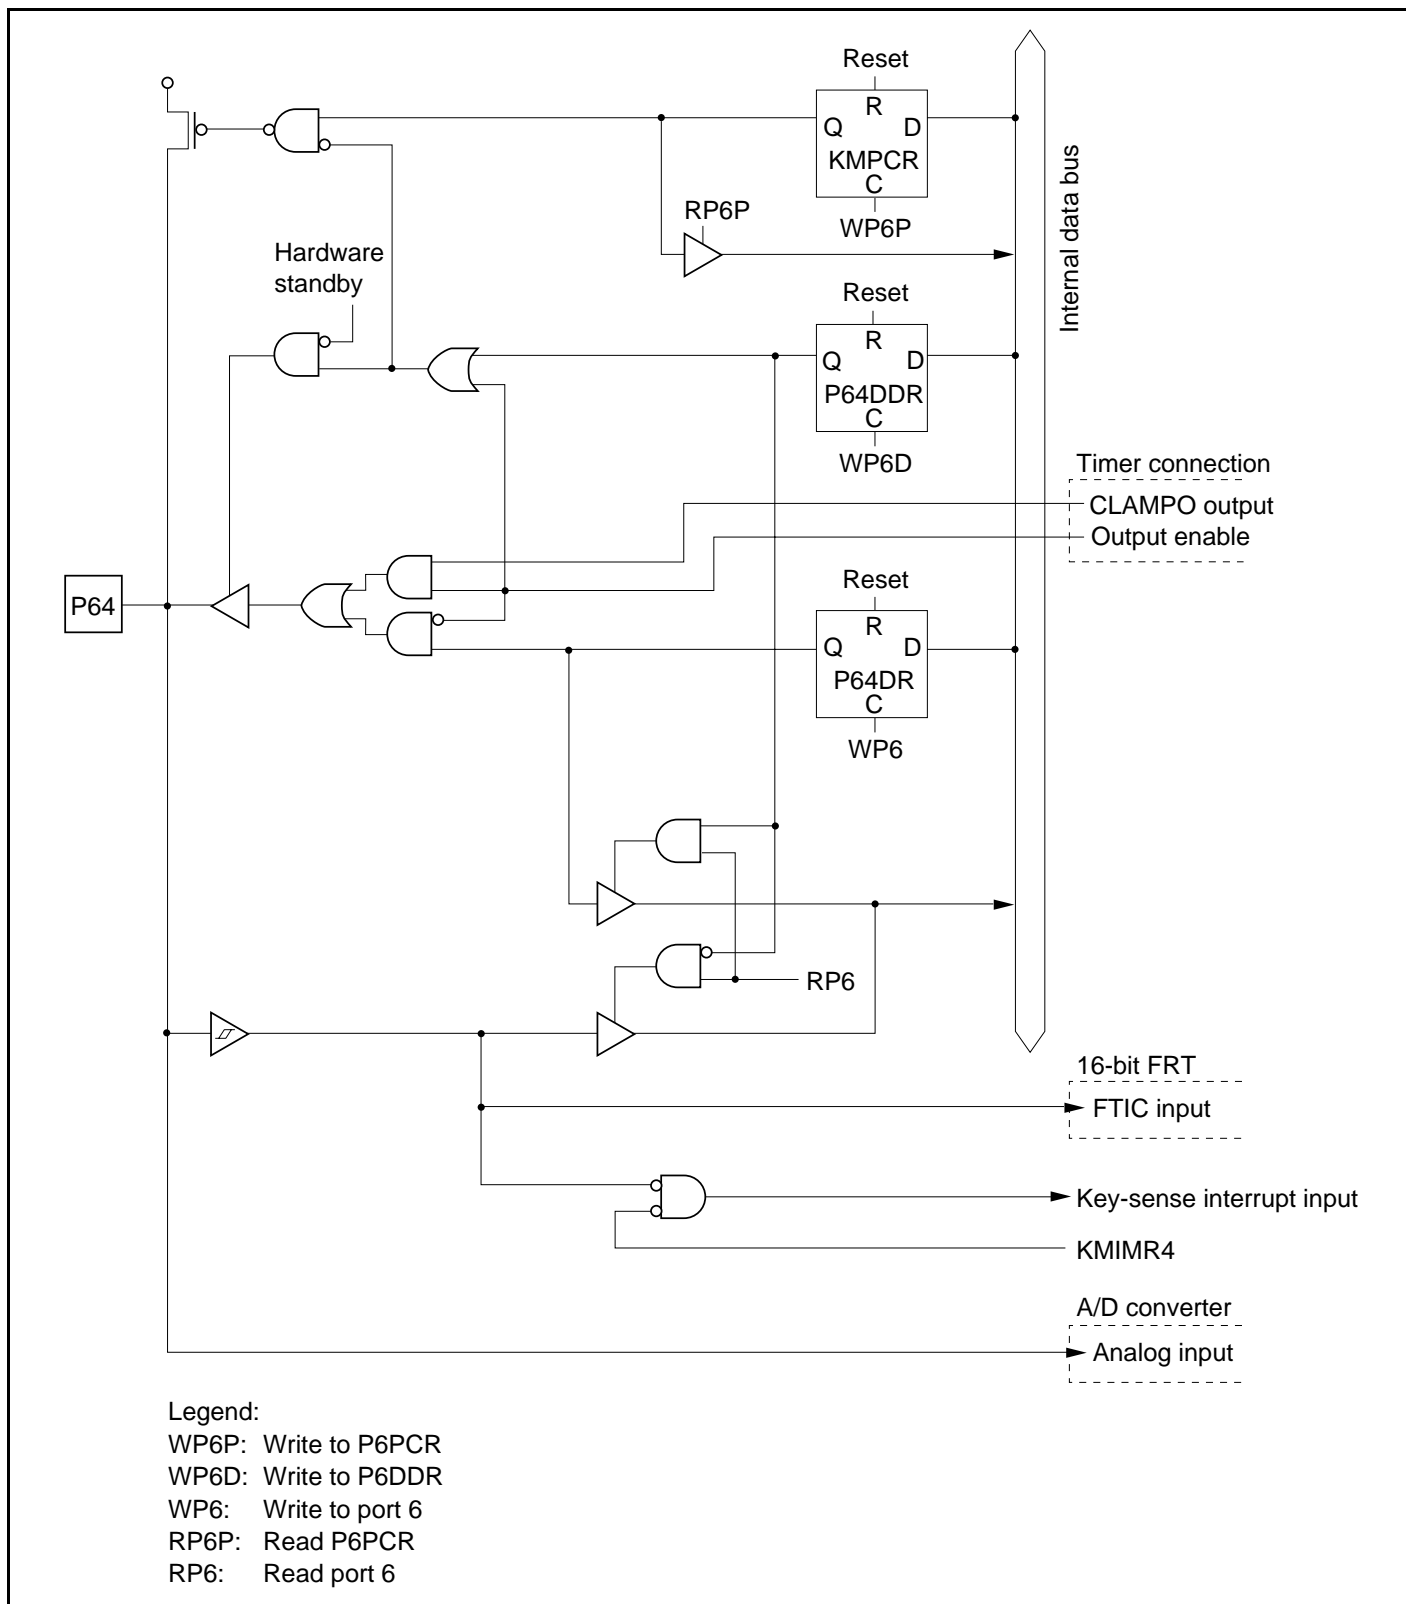 Reset
R
Q D
KMPCR
C
WP6P
RP6P
Internal data bus
Hardware
standby
Reset
R
Q D
P64DDR
C
WP6D
Timer connection
CLAMPO output
Output enable
P64
Reset
R
Q D
P64DR
C
WP6
RP6
16-bit FRT
FTIC input
Key-sense interrupt input
KMIMR4
A/D converter
Analog input
Legend:
WP6P: Write to P6PCR
WP6D: Write to P6DDR
WP6: Write to port 6
RP6P: Read P6PCR
RP6: Read port 6